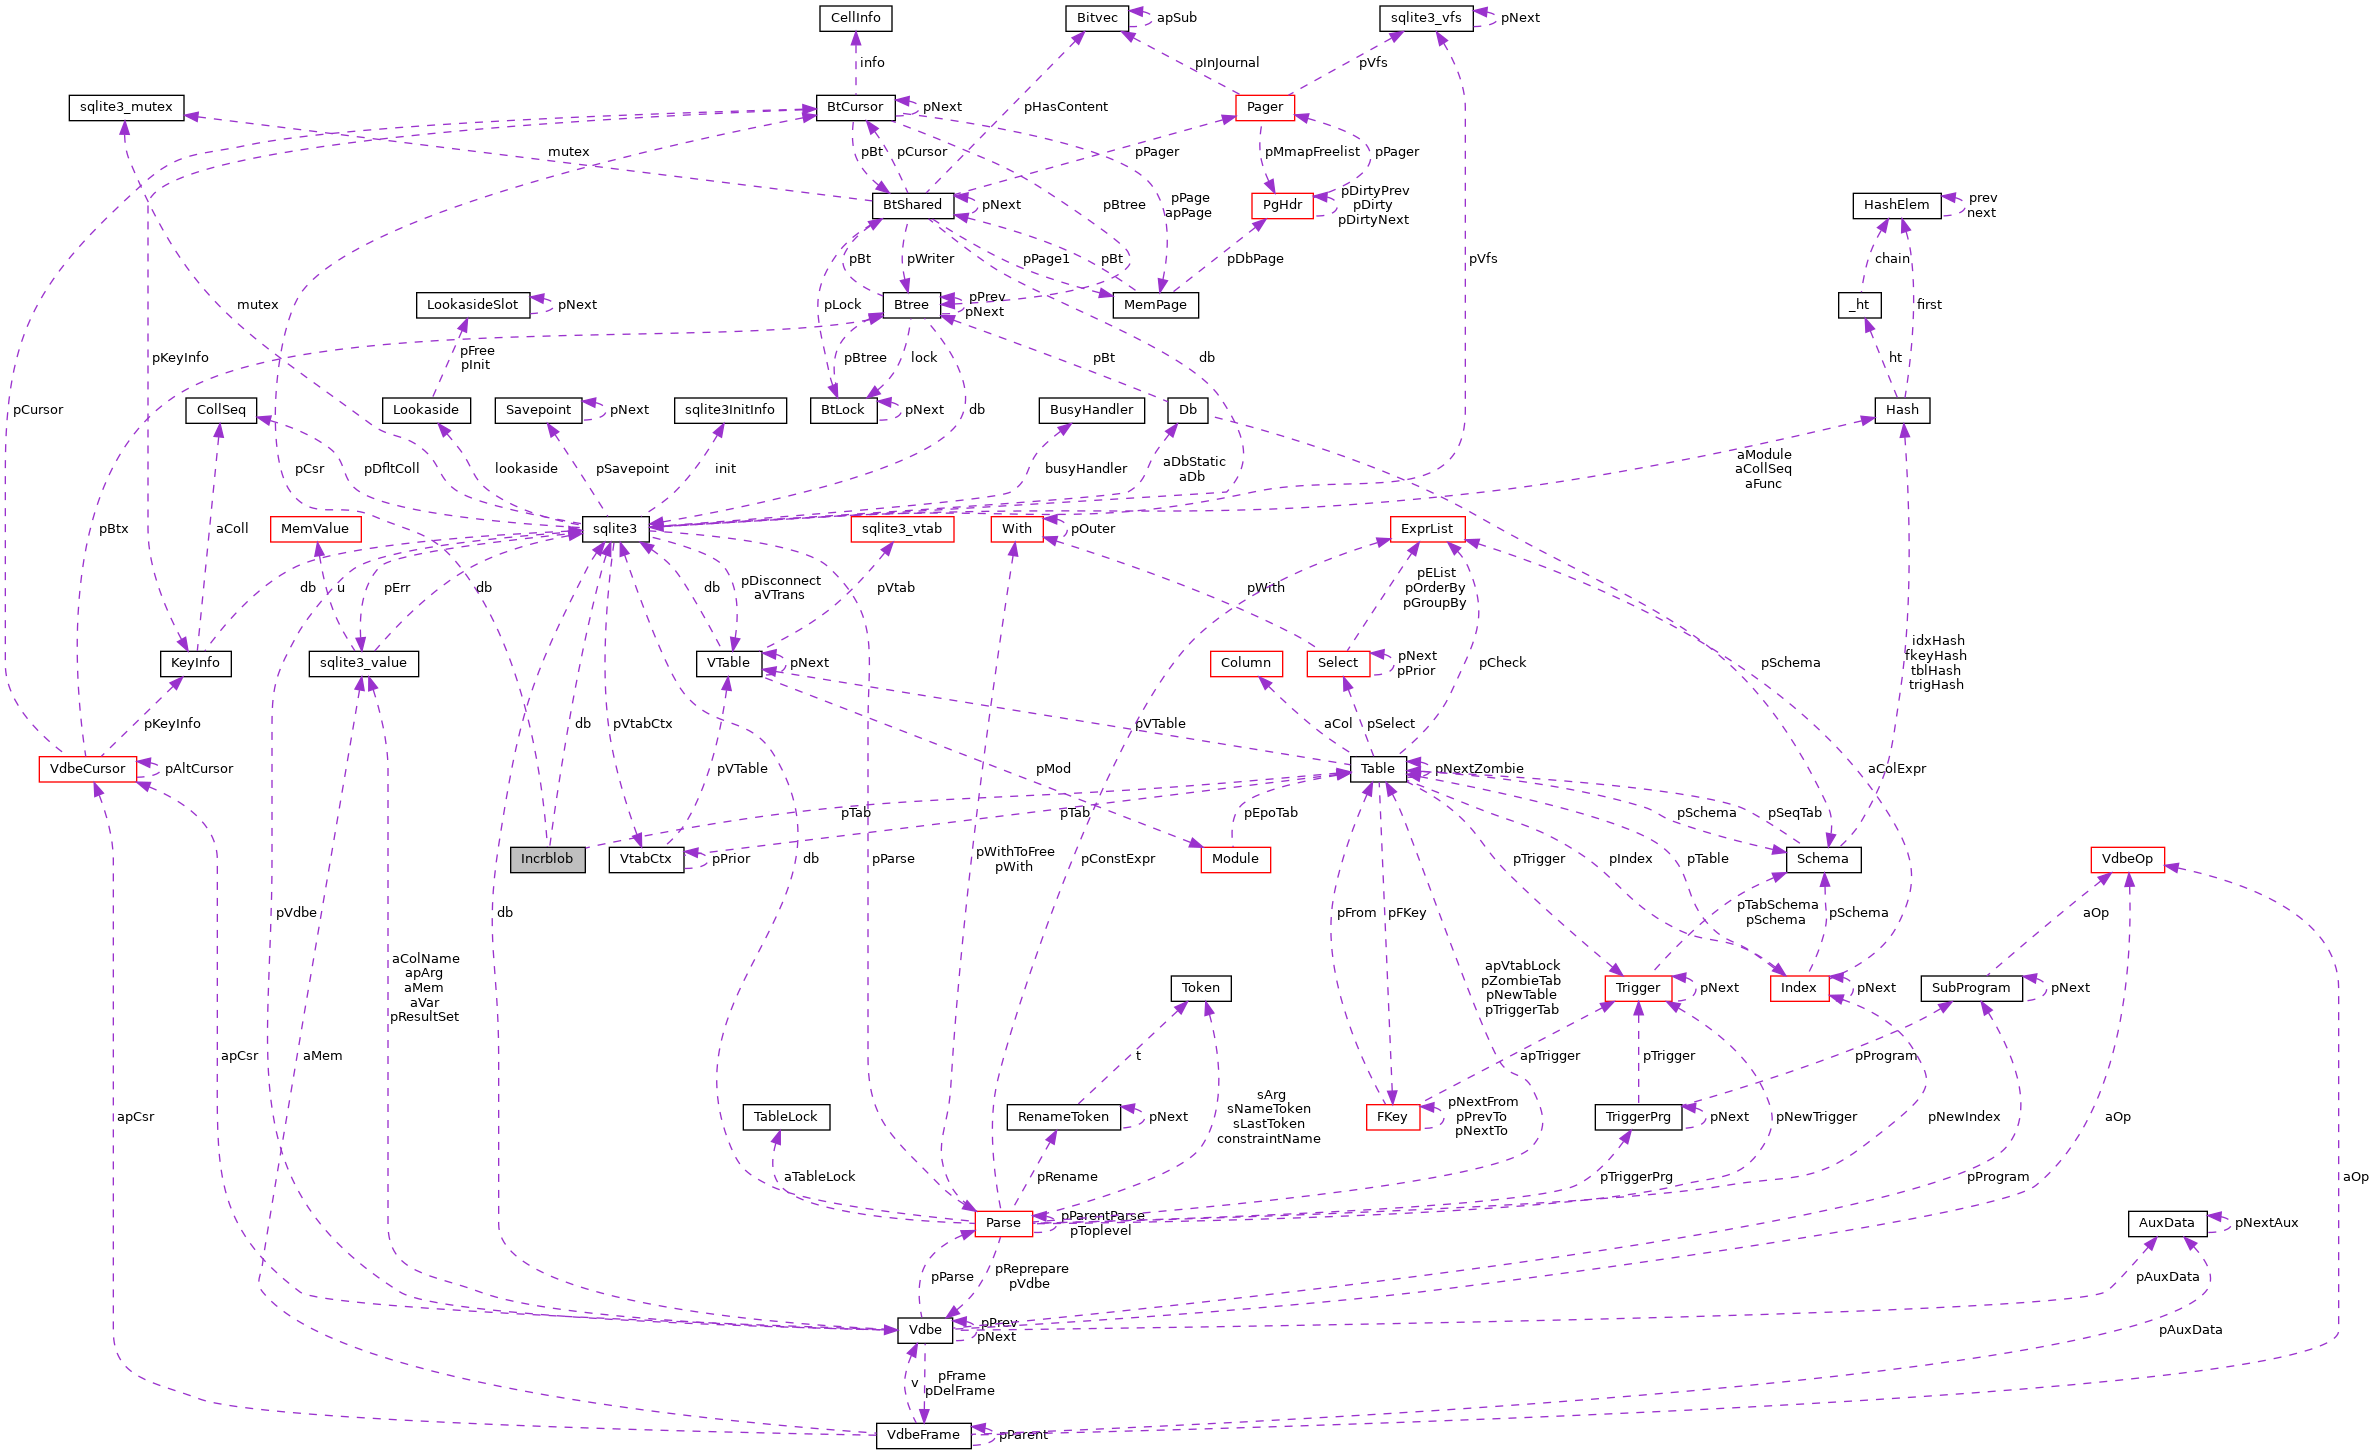 CellInfo
Bitvec
apSub
sqlite3_vfs
pNext
info
pInJournal
pVfs
sqlite3_mutex
BtCursor
pNext
pHasContent
Pager
mutex
pBt
pCursor
pPager
pMmapFreelist
pPager
BtShared
pNext
pBtree
pPage
apPage
PgHdr
pDirtyPrev
pDirty
pDirtyNext
HashElem
prev
next
pBt
pWriter
pPage1
pBt
pDbPage
pVfs
chain
mutex
LookasideSlot
pNext
pLock
Btree
pPrev
pNext
MemPage
_ht
first
pKeyInfo
pFree
pInit
pBtree
lock
pBt
db
ht
pCursor
CollSeq
Lookaside
Savepoint
pNext
sqlite3InitInfo
BtLock
pNext
db
BusyHandler
Db
Hash
pCsr
pDfltColl
lookaside
pSavepoint
init
busyHandler
aDbStatic
aDb
aModule
aCollSeq
aFunc
pBtx
aColl
MemValue
sqlite3
sqlite3_vtab
With
pOuter
ExprList
db
u
pErr
db
db
pDisconnect
aVTrans
pVtab
pWith
pEList
pOrderBy
pGroupBy
KeyInfo
sqlite3_value
VTable
pNext
Column
Select
pNext
pPrior
pCheck
pSchema
idxHash
fkeyHash
tblHash
trigHash
pKeyInfo
db
pVtabCtx
pVTable
aCol
pSelect
VdbeCursor
pAltCursor
pVTable
pMod
Table
pNextZombie
aColExpr
pTab
pTab
pEpoTab
pSchema
pSeqTab
Incrblob
VtabCtx
pPrior
db
pParse
pWithToFree
pWith
pConstExpr
Module
pTrigger
pIndex
pTable
Schema
VdbeOp
pVdbe
db
pFrom
pFKey
pTabSchema
pSchema
pSchema
aOp
aColName
apArg
aMem
aVar
pResultSet
Token
apVtabLock
pZombieTab
pNewTable
pTriggerTab
Trigger
pNext
Index
pNext
SubProgram
pNext
apCsr
aMem
t
apTrigger
pTrigger
pProgram
apCsr
TableLock
RenameToken
pNext
sArg
sNameToken
sLastToken
constraintName
FKey
pNextFrom
pPrevTo
pNextTo
TriggerPrg
pNext
pNewTrigger
pNewIndex
aOp
aTableLock
pRename
pTriggerPrg
pProgram
aOp
Parse
pParentParse
pToplevel
AuxData
pNextAux
pParse
pReprepare
pVdbe
pAuxData
Vdbe
pPrev
pNext
pAuxData
v
pFrame
pDelFrame
VdbeFrame
pParent